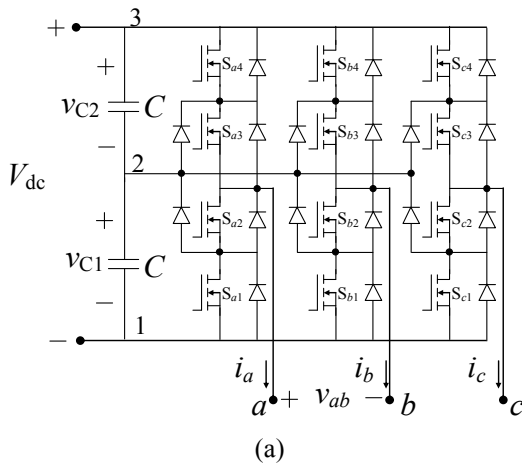 + 3
S_a4 S_b4 S_c4
+
v_C2 C
S_a3 S_b3 S_c3
−
2
V_dc
+
S_a2 S_b2 S_c2
v_C1 C
−
S_a1 S_b1 S_c1
− 1
i_a i_b i_c
a + v_ab − b c
(a)